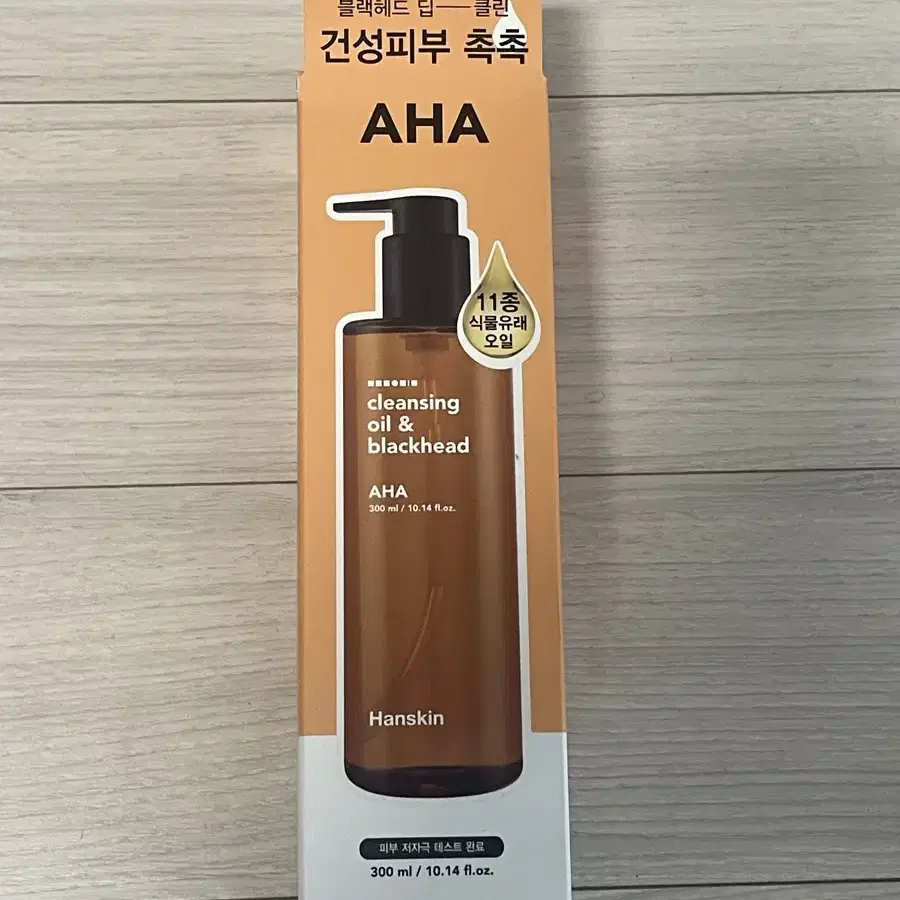 블랙헤드 딥—클린
건성피부 촉촉
AHA
11종
식물유래
오일
cleansing
oil &
blackhead
AHA
300 ml / 10.14 fl.oz.
Hanskin
피부 저자극 테스트 완료
300 ml / 10.14 fl.oz.